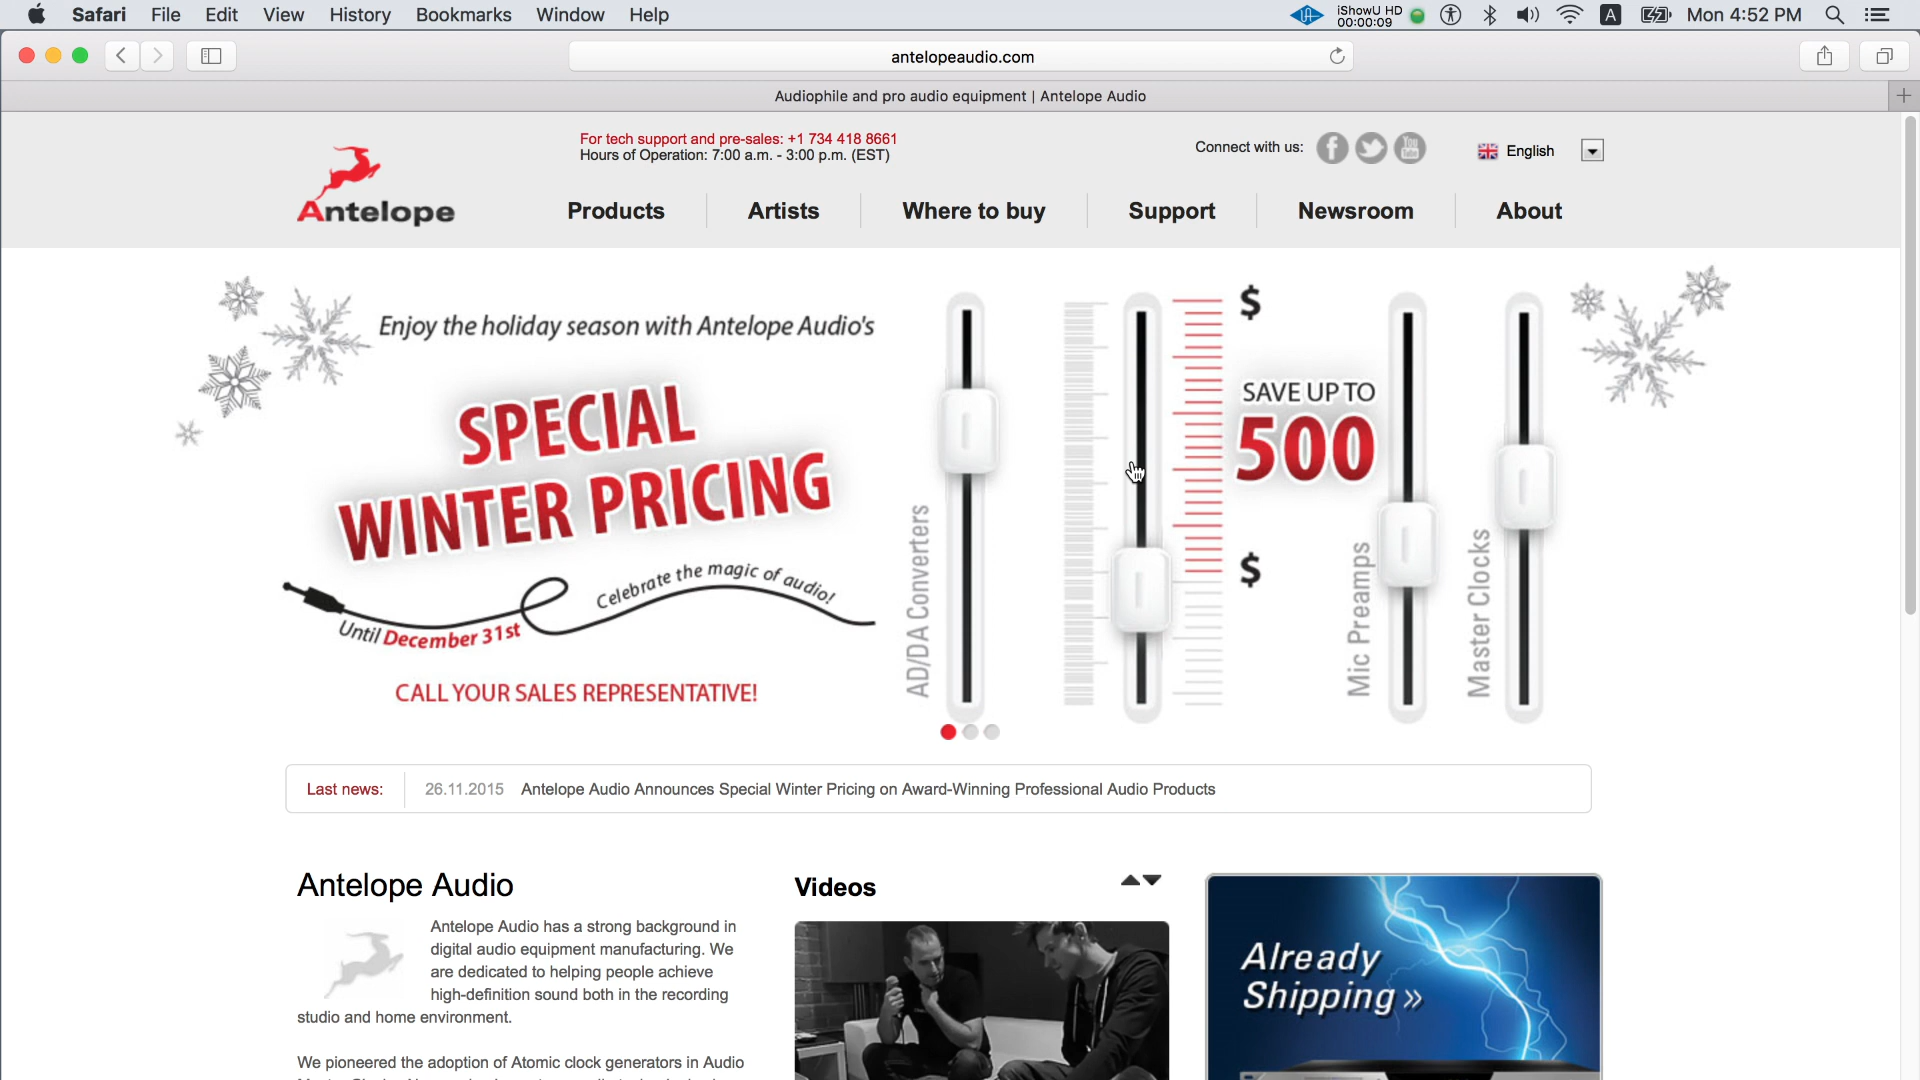 Safari File Edit View History Bookmarks Window Help
iShowU HD
00:00:09
A
Mon 4:52 PM
antelopeaudio.com
Audiophile and pro audio equipment | Antelope Audio
For tech support and pre-sales: +1 734 418 8661
Hours of Operation: 7:00 a.m. - 3:00 p.m. (EST)
Connect with us:
You
Tube
English
Antelope
Products Artists Where to buy Support Newsroom About
Enjoy the holiday season with Antelope Audio's
SPECIAL
WINTER PRICING
Celebrate the magic of audio!
Until December 31st
CALL YOUR SALES REPRESENTATIVE!
AD/DA Converters
$
SAVE UP TO
500
$
Mic Preamps
Master Clocks
Last news: 26.11.2015 Antelope Audio Announces Special Winter Pricing on Award-Winning Professional Audio Products
Antelope Audio
Antelope Audio has a strong background in
digital audio equipment manufacturing. We
are dedicated to helping people achieve
high-definition sound both in the recording
studio and home environment.
We pioneered the adoption of Atomic clock generators in Audio
Videos
Already
Shipping »